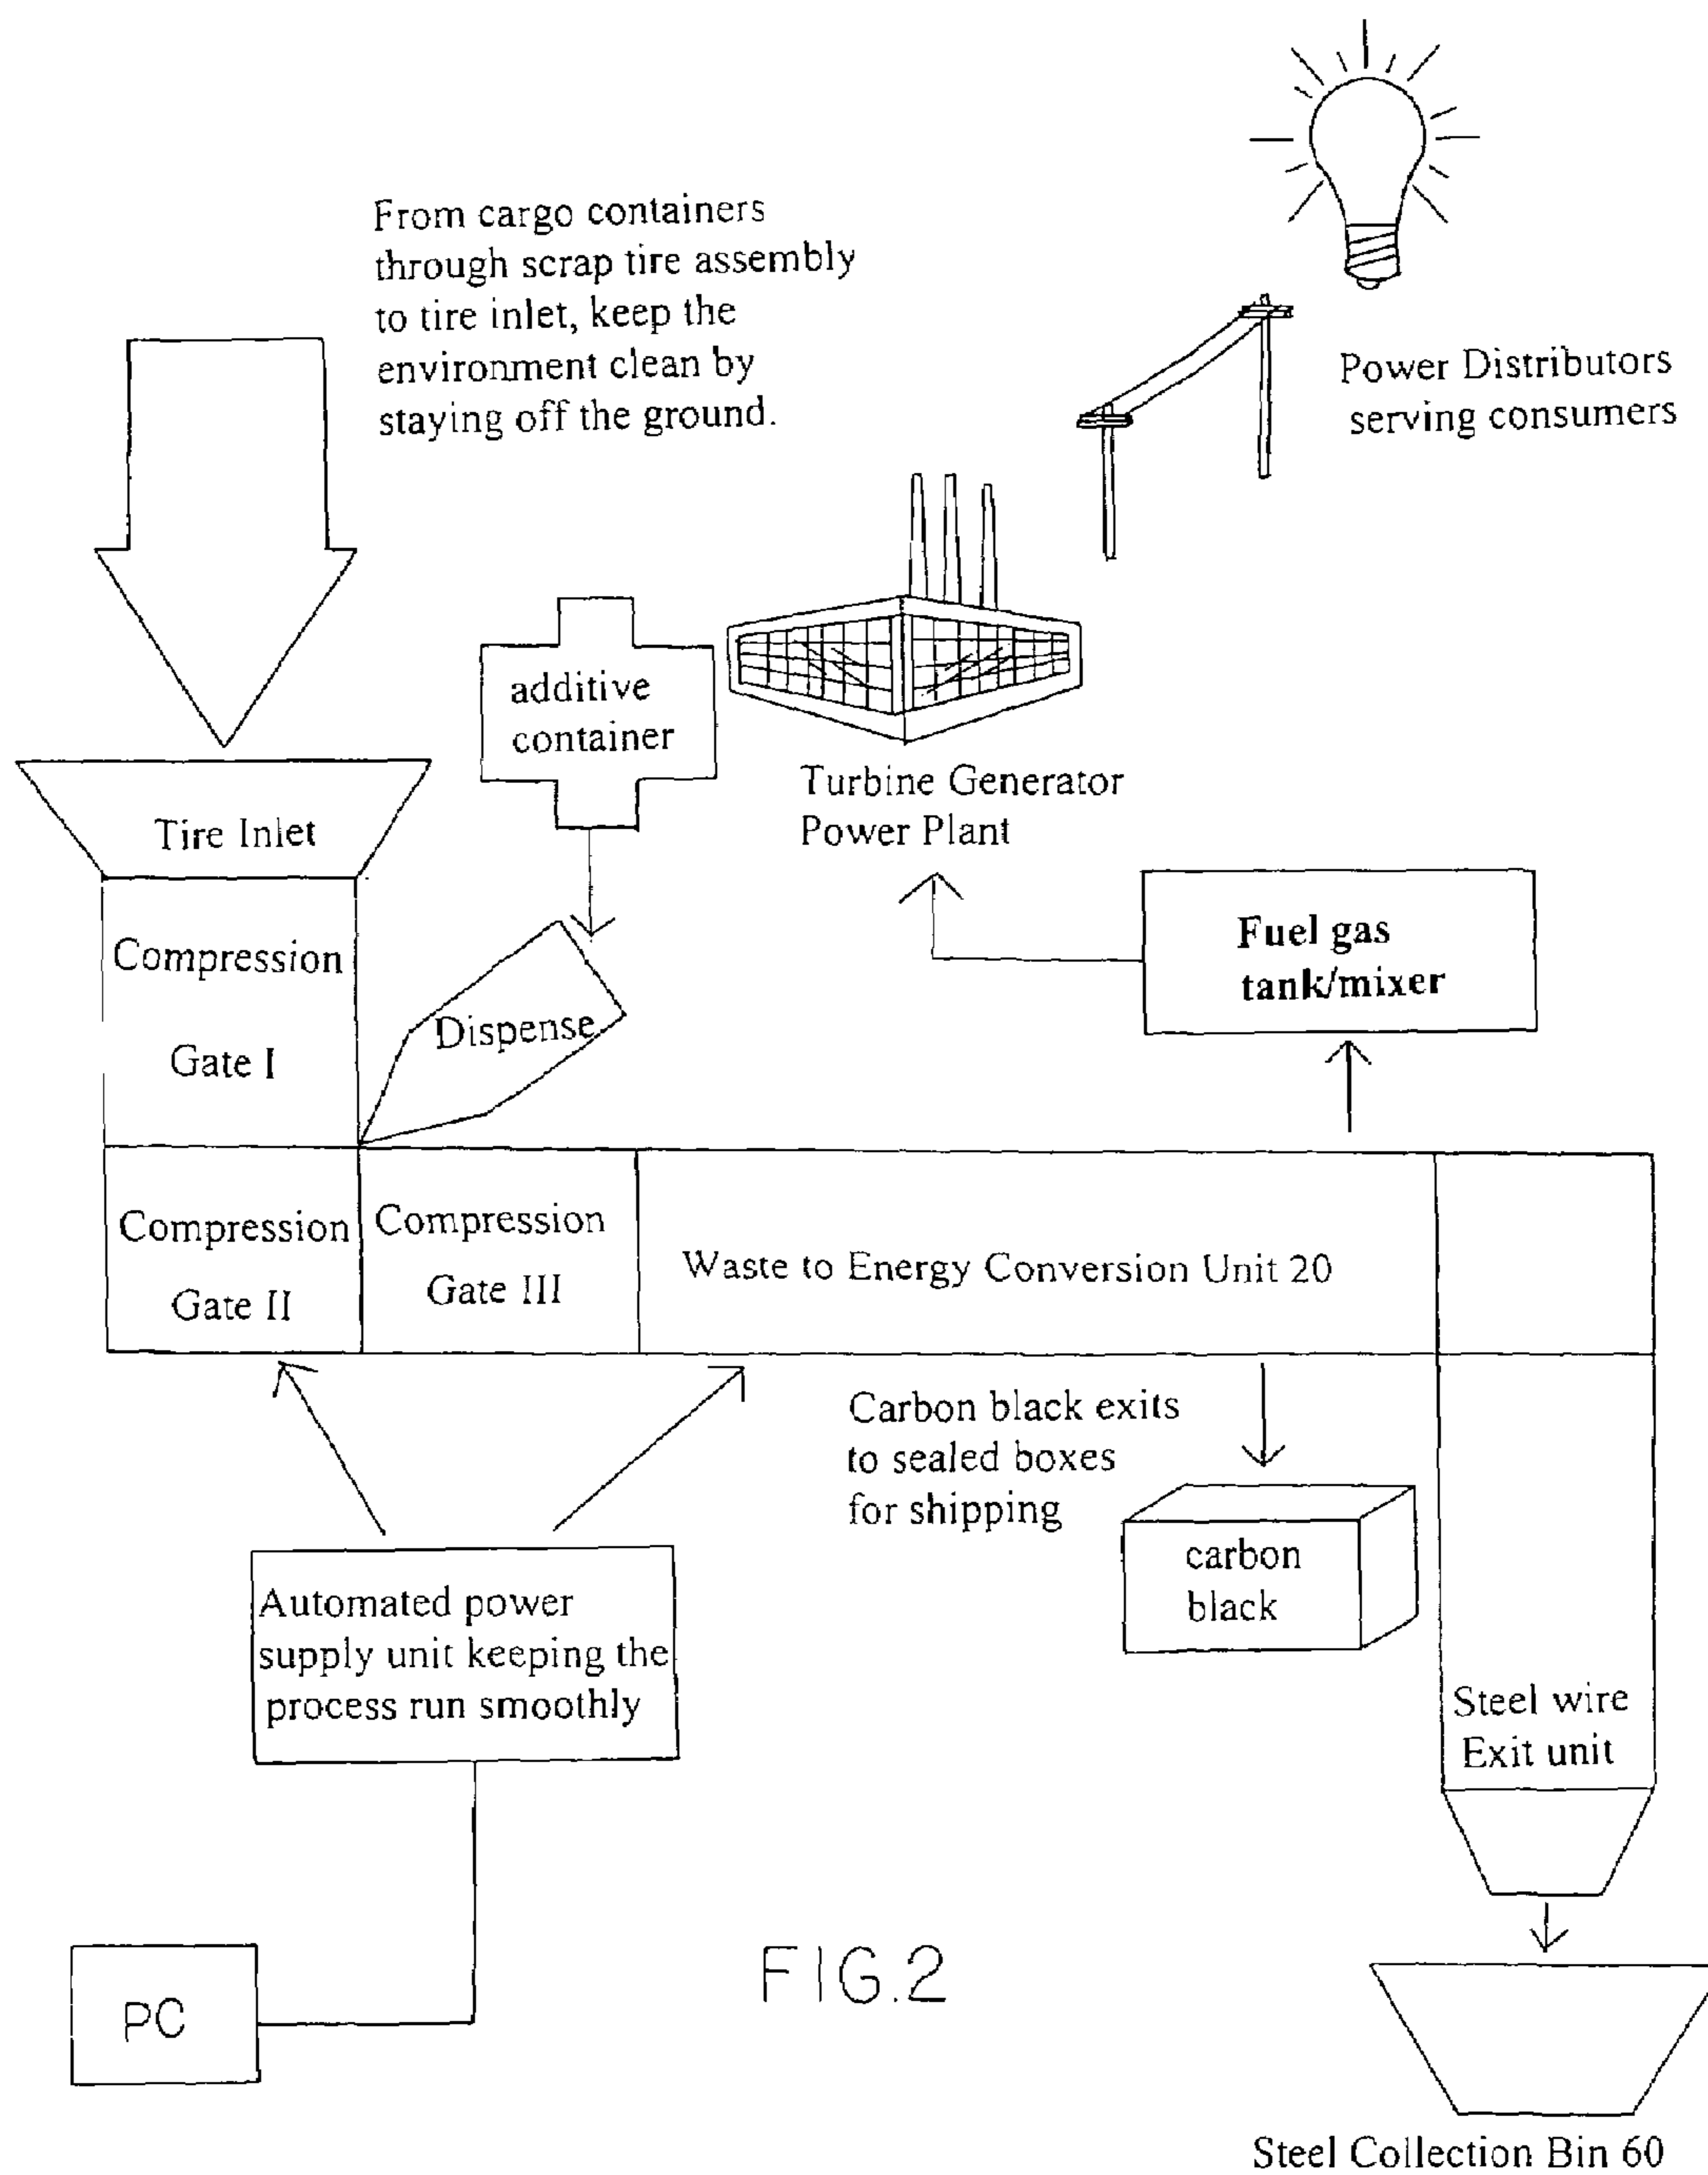 From cargo containers
through scrap tire assembly
to tire inlet, keep the
environment clean by
staying off the ground.
Power Distributors
serving consumers
additive
container
Turbine Generator
Power Plant
Tire Inlet
Compression
Gate I
Dispense
Fuel gas
tank/mixer
Compression
Gate II
Compression
Gate III
Waste to Energy Conversion Unit 20
Carbon black exits
to sealed boxes
for shipping
carbon
black
Automated power
supply unit keeping the
process run smoothly
Steel wire
Exit unit
PC
FIG.2
Steel Collection Bin 60